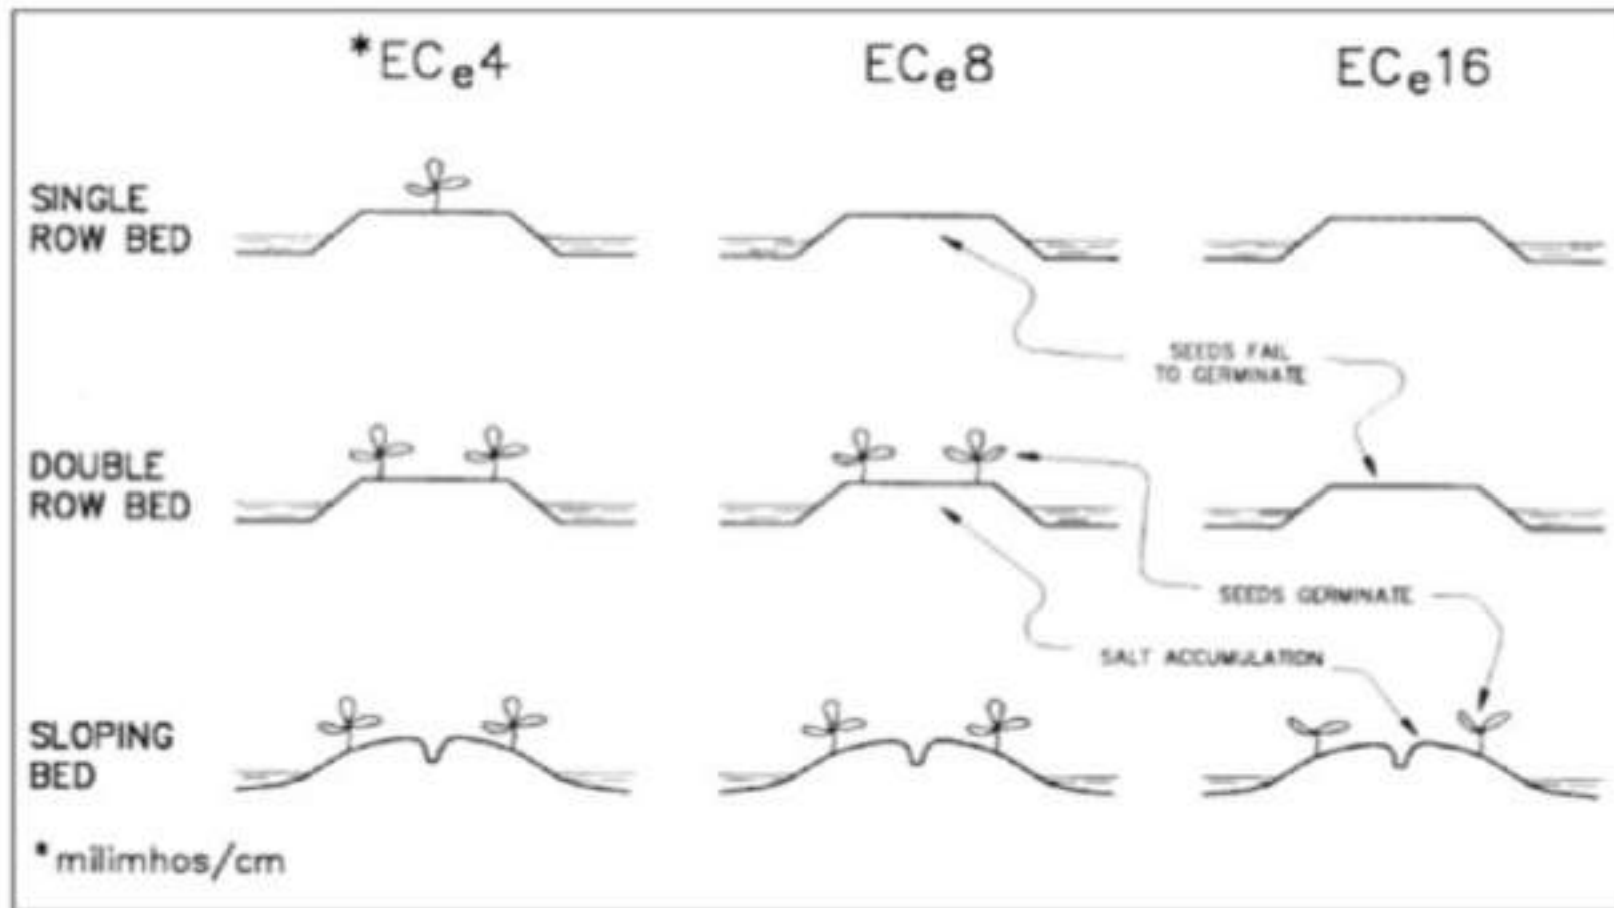 *ECe4 ECe8 ECe16
SINGLE
ROW BED
SEEDS FAIL
TO GERMINATE
DOUBLE
ROW BED
SEEDS GERMINATE
SALT ACCUMULATION
SLOPING
BED
*milimhos/cm